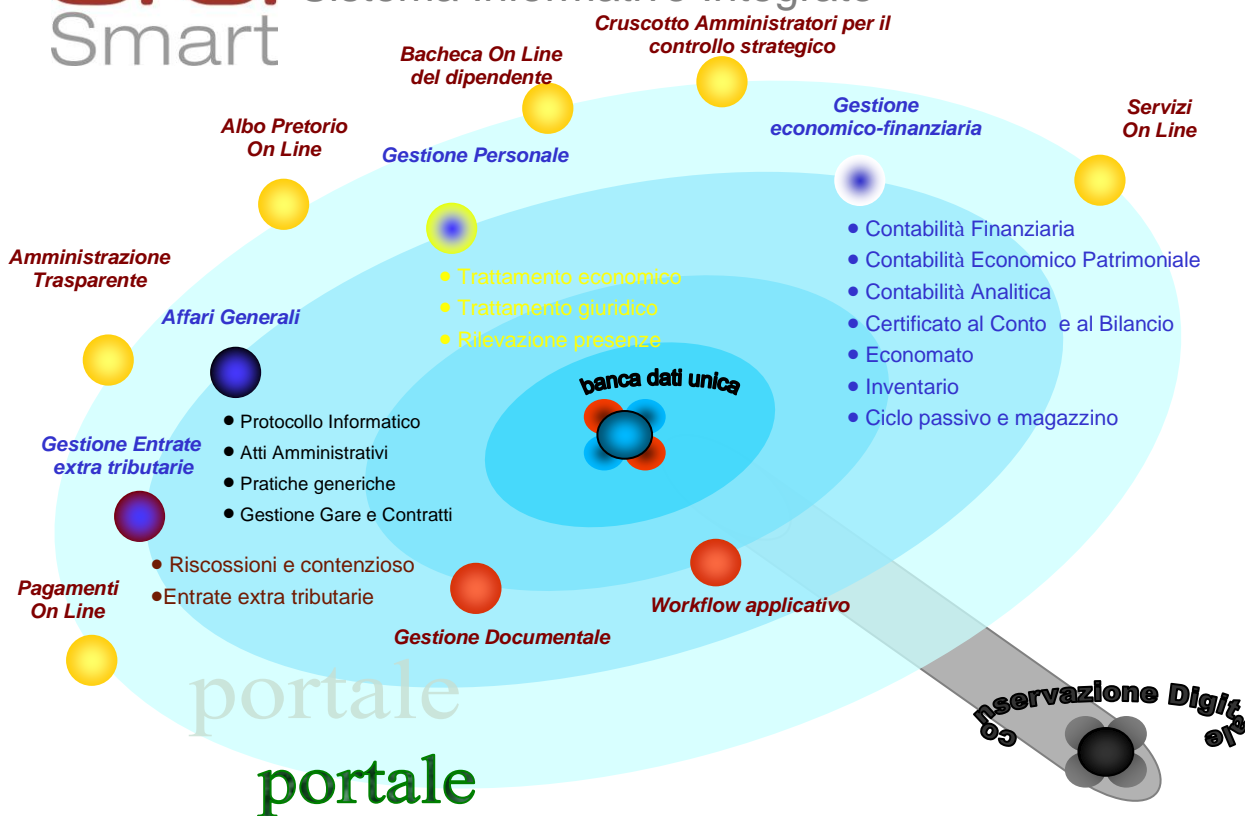 Smart
Sistema Informativo Integrato
Cruscotto Amministratori per il
controllo strategico
Bacheca On Line
del dipendente
Gestione
economico-finanziaria
Servizi
On Line
Albo Pretorio
On Line
Gestione Personale
• Contabilità Finanziaria
• Contabilità Economico Patrimoniale
• Contabilità Analitica
• Certificato al Conto e al Bilancio
• Economato
• Inventario
• Ciclo passivo e magazzino
Amministrazione
Trasparente
• Trattamento economico
• Trattamento giuridico
• Rilevazione presenze
Affari Generali
banca dati unica
• Protocollo Informatico
• Atti Amministrativi
• Pratiche generiche
• Gestione Gare e Contratti
Gestione Entrate
extra tributarie
• Riscossioni e contenzioso
•Entrate extra tributarie
Pagamenti
On Line
Gestione Documentale
Workflow applicativo
portale
portale
conservazione Digitale